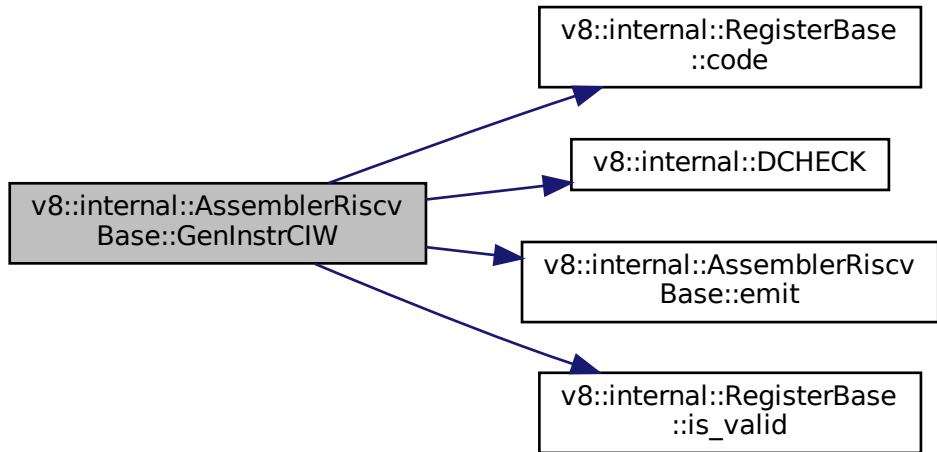 v8::internal::RegisterBase
::code
v8::internal::DCHECK
v8::internal::AssemblerRiscv
Base::GenInstrCIW
v8::internal::AssemblerRiscv
Base::emit
v8::internal::RegisterBase
::is_valid